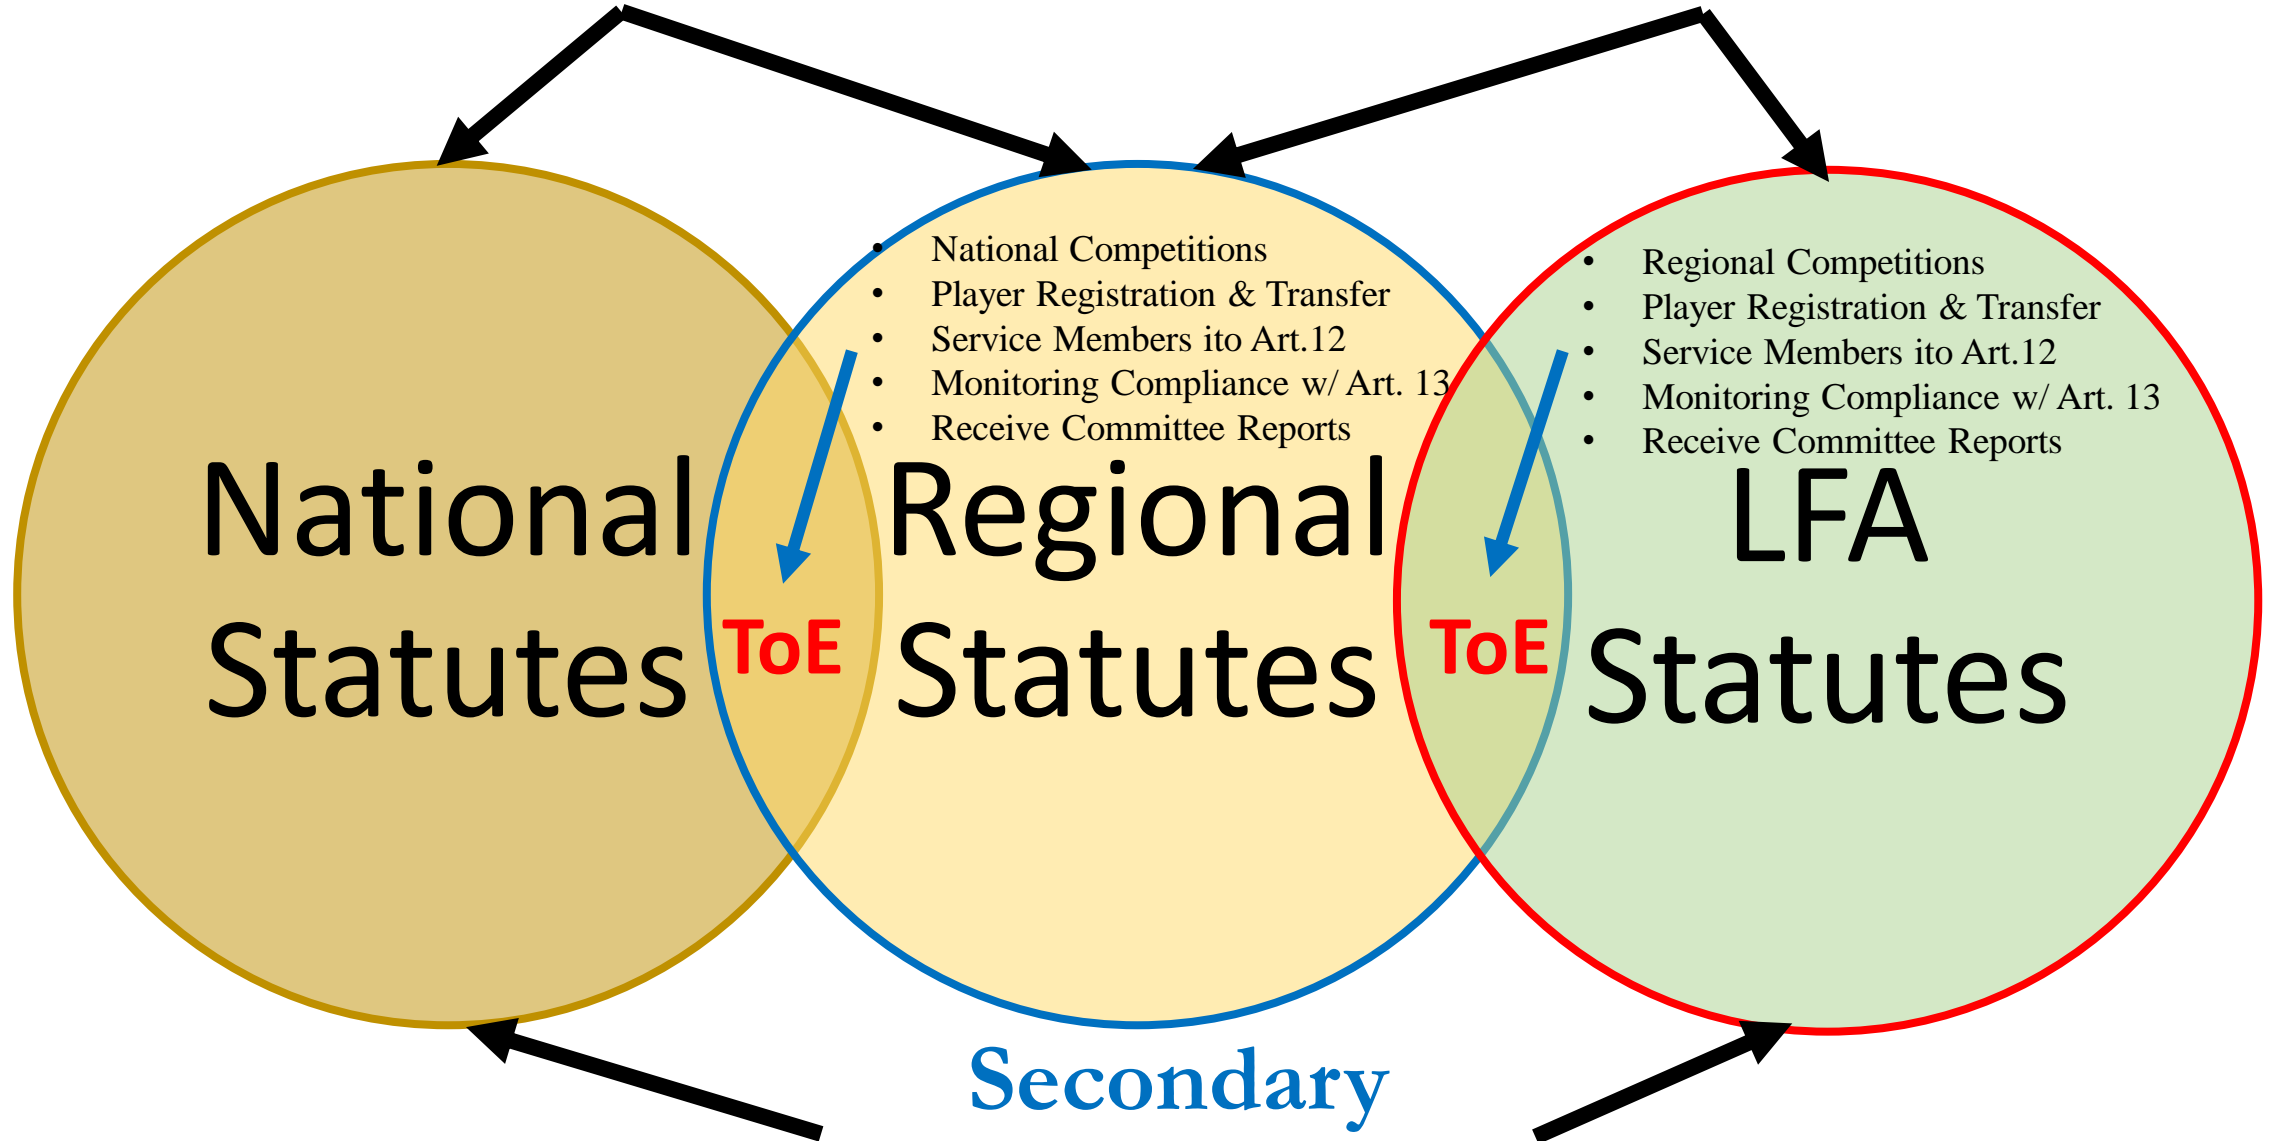 • National Competitions
• Player Registration & Transfer
• Service Members ito Art.12
• Monitoring Compliance w/ Art. 13
• Receive Committee Reports
• Regional Competitions
• Player Registration & Transfer
• Service Members ito Art.12
• Monitoring Compliance w/ Art. 13
• Receive Committee Reports
National
Statutes
ToE
Regional
Statutes
ToE
LFA
Statutes
Secondary